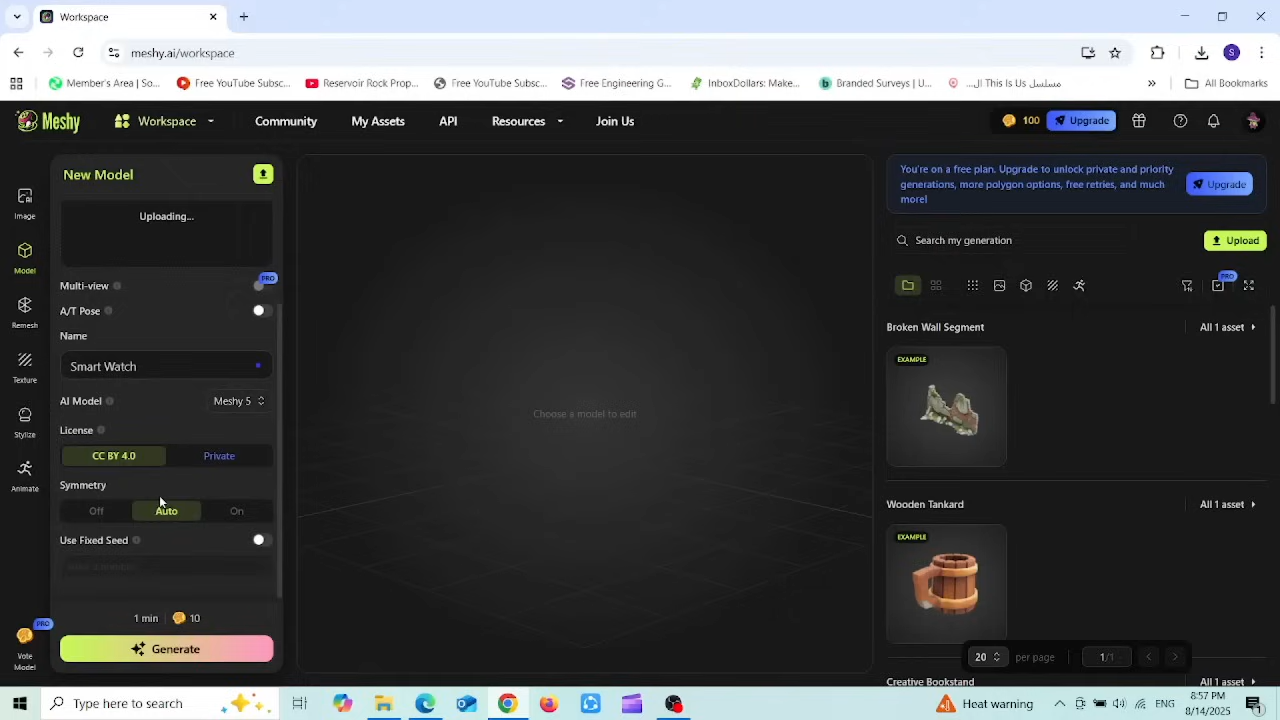 Workspace
meshy.ai/workspace
Member's Area | So...
Free YouTube Subsc...
Reservoir Rock Prop...
Free YouTube Subsc...
Free Engineering G...
InboxDollars: Make...
Branded Surveys | U...
مسلسل This Is Us ال...
All Bookmarks
Meshy
Workspace
Community
My Assets
API
Resources
Join Us
100
Upgrade
New Model
Uploading...
Multi-view
PRO
A/T Pose
Name
Smart Watch
AI Model
Meshy 5
License
CC BY 4.0
Private
Symmetry
Off
Auto
On
Use Fixed Seed
1 min
10
Generate
Image
Model
Remesh
Texture
Stylize
Animate
PRO
Vote
Model
Choose a model to edit
You're on a free plan. Upgrade to unlock private and priority
generations, more polygon options, free retries, and much
more!
Upgrade
Search my generation
Upload
PRO
Broken Wall Segment
All 1 asset
EXAMPLE
Wooden Tankard
All 1 asset
EXAMPLE
20
per page
1/1
Creative Bookstand
All 1 asset
Type here to search
Heat warning
ENG
8:57 PM
8/14/2025